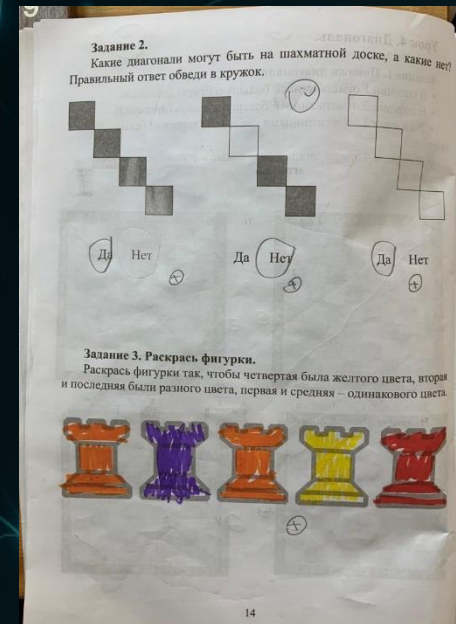 Задание 2.
Какие диагонали могут быть на шахматной доске, а какие нет?
Правильный ответ обведи в кружок.
Да Нет Да Нет Да Нет
Задание 3. Раскрась фигурки.
Раскрась фигурки так, чтобы четвертая была желтого цвета, вторая
и последняя были разного цвета, первая и средняя – одинакового цвета.
14